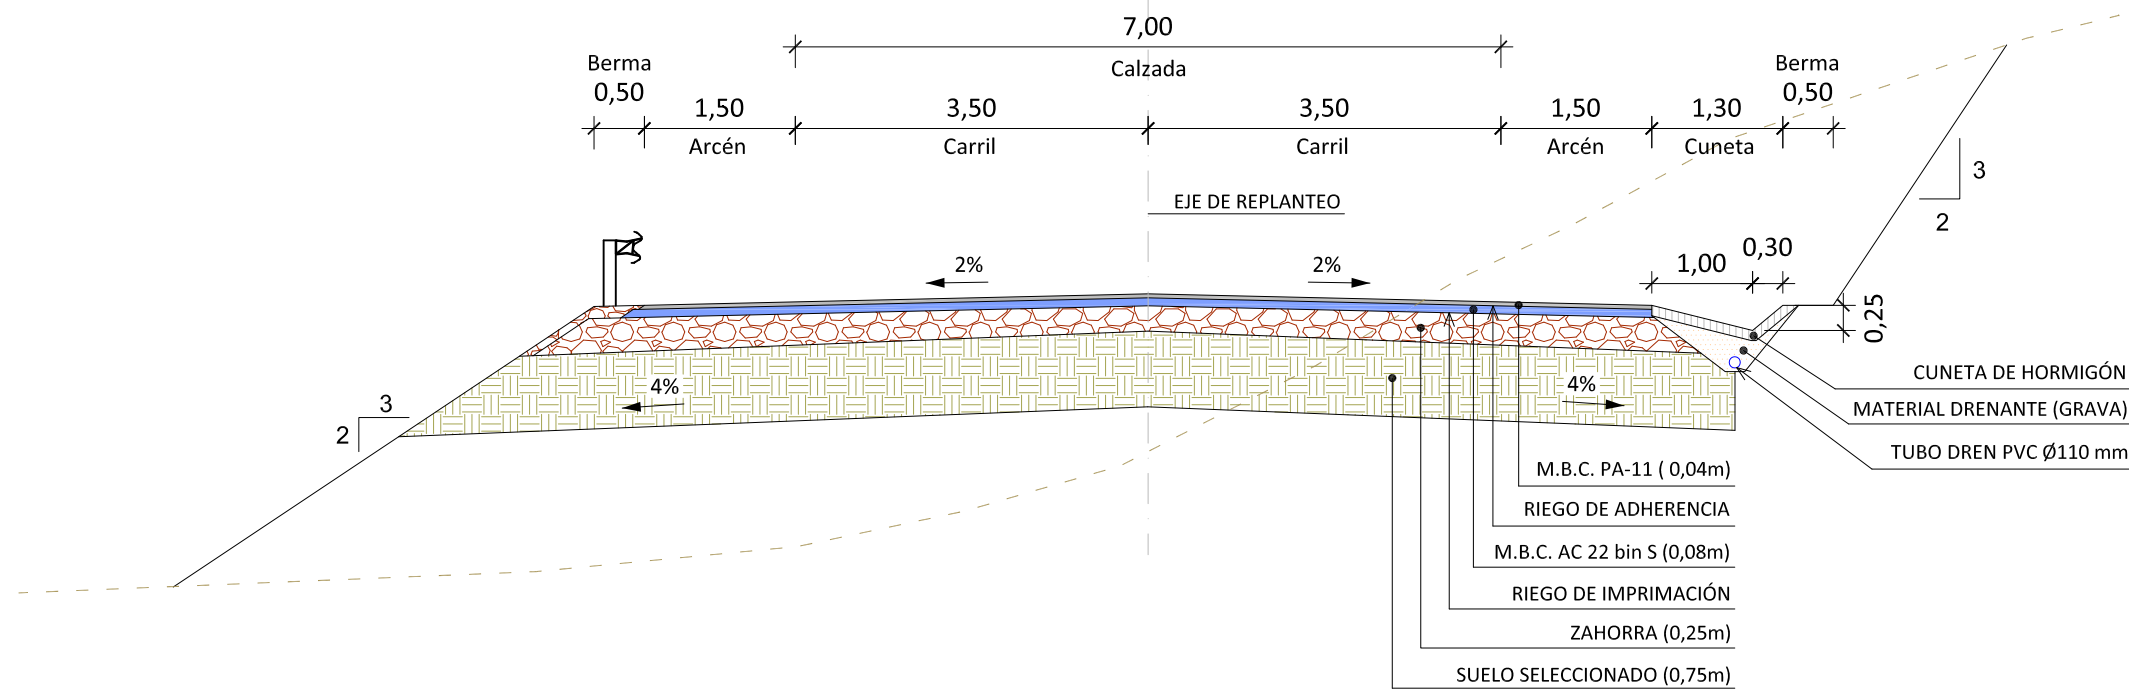 7,00
Calzada
Berma
0,50
1,50
Arcén
3,50
Carril
3,50
Carril
1,50
Arcén
1,30
Cuneta
Berma
0,50
EJE DE REPLANTEO
3
2
2%
2%
1,00
0,30
0,25
4%
4%
3
2
CUNETA DE HORMIGÓN
MATERIAL DRENANTE (GRAVA)
TUBO DREN PVC Ø110 mm
M.B.C. PA-11 ( 0,04m)
RIEGO DE ADHERENCIA
M.B.C. AC 22 bin S (0,08m)
RIEGO DE IMPRIMACIÓN
ZAHORRA (0,25m)
SUELO SELECCIONADO (0,75m)